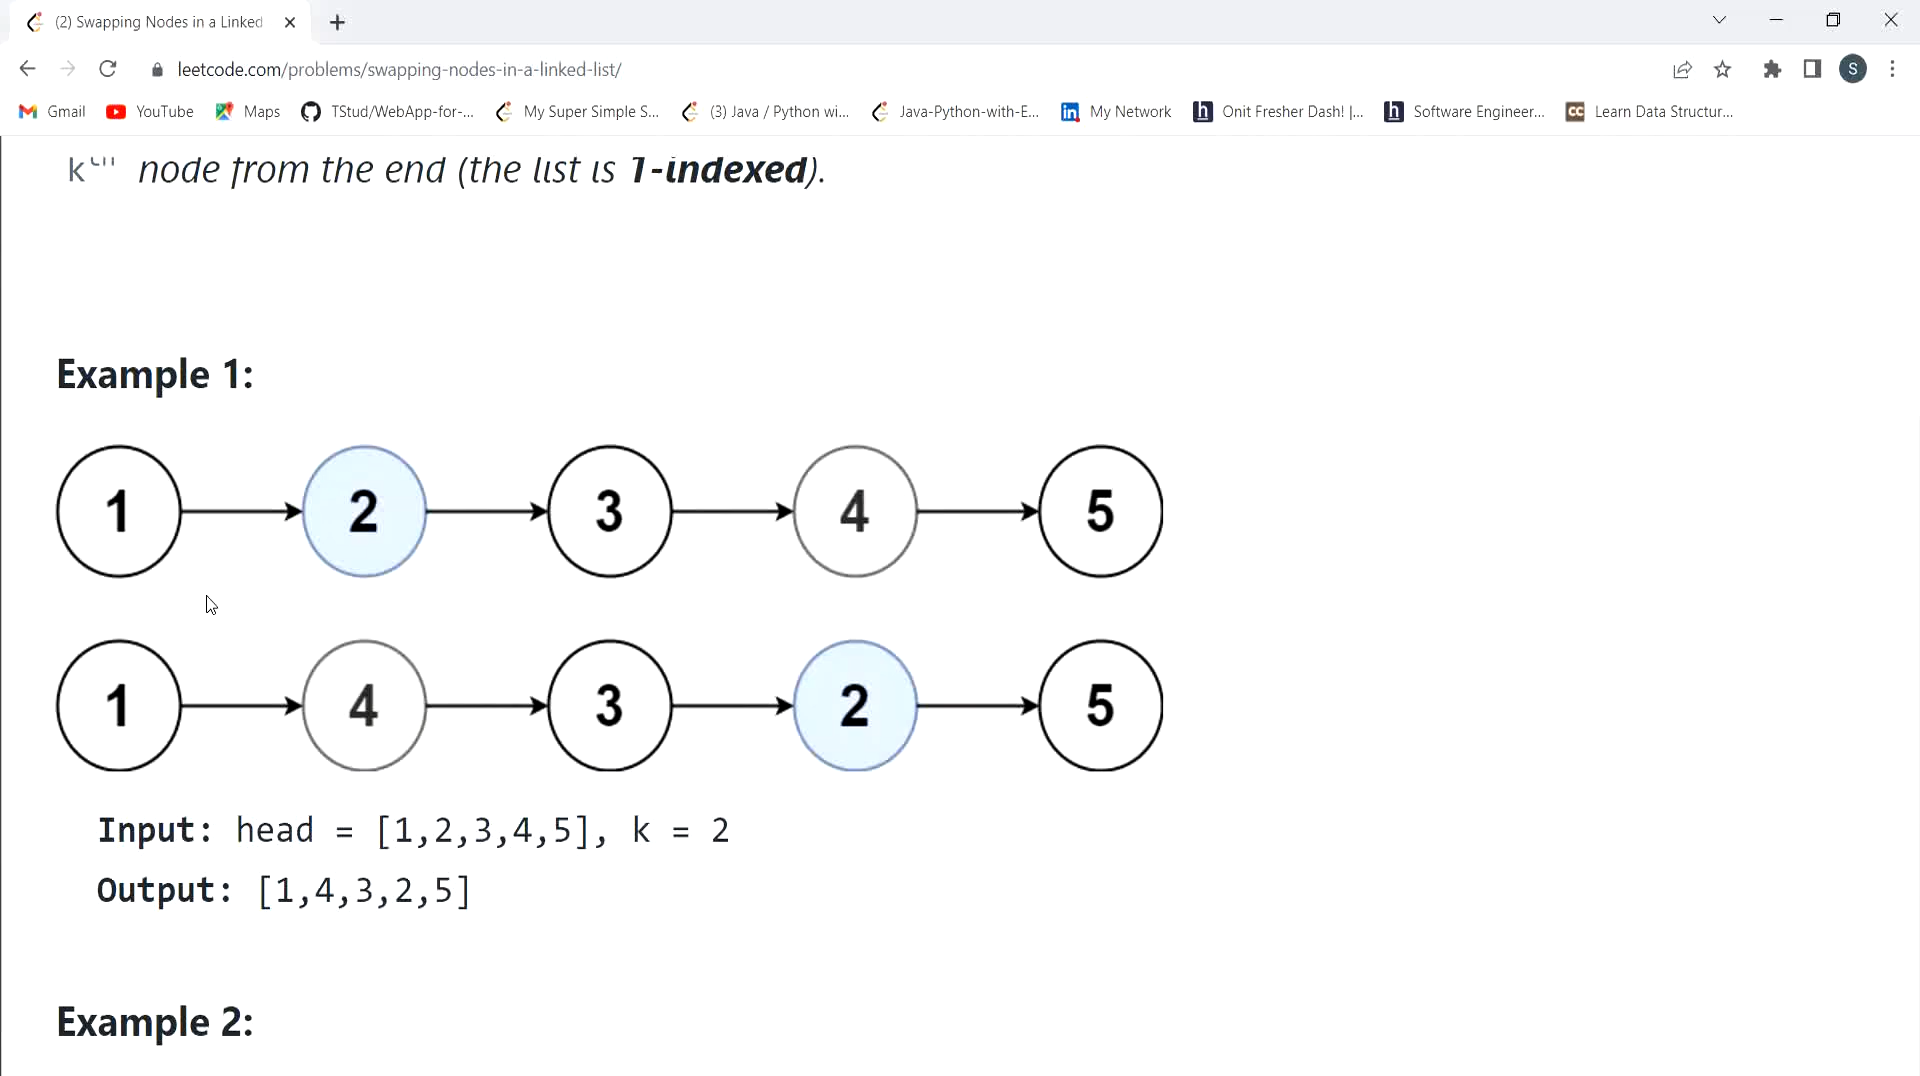 (2) Swapping Nodes in a Linked
leetcode.com/problems/swapping-nodes-in-a-linked-list/
S
Gmail YouTube Maps TStud/WebApp-for-... My Super Simple S... (3) Java / Python wi... Java-Python-with-E... in My Network h Onit Fresher Dash! |... h Software Engineer... CC Learn Data Structur...
kth node from the end (the list is 1-indexed).
Example 1:
1 2 3 4 5
1 4 3 2 5
Input: head = [1,2,3,4,5], k = 2
Output: [1,4,3,2,5]
Example 2: